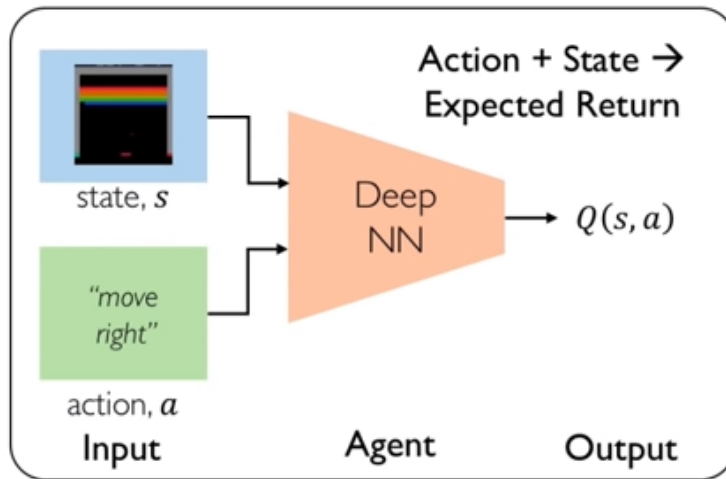 Action + State →
Expected Return
state, s
Deep
NN
Q(s, a)
“move
right”
action, a
Input
Agent
Output